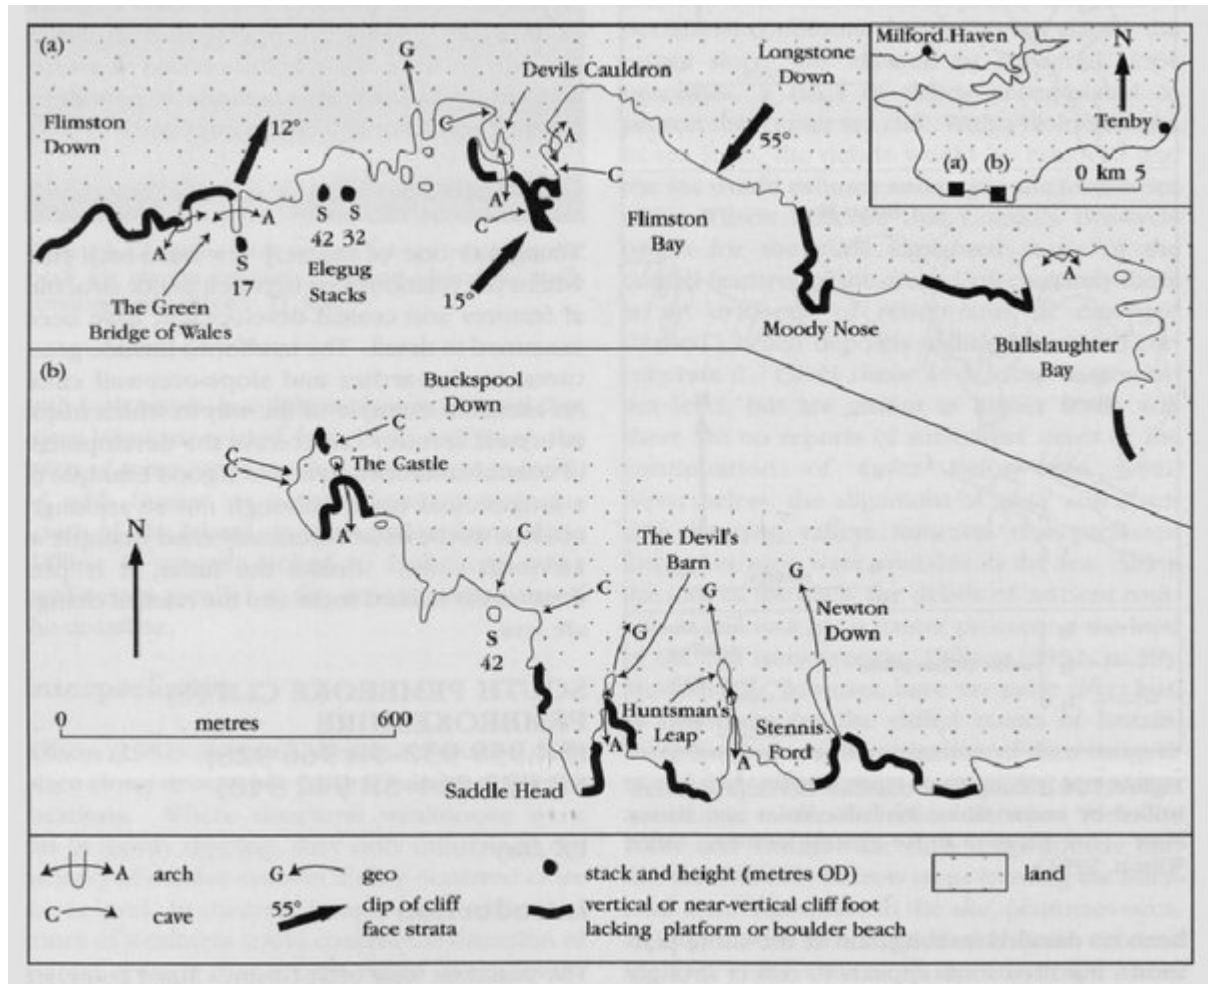 (a)
G
Devils Cauldron
Longstone
Down
Milford Haven
N
Tenby
(a) (b)
0 km 5
Flimston
Down
12°
C
A
55°
C
A
A
A
S
S
42
32
S
17
Elegug
Stacks
A
C
15°
Flimston
Bay
A
The Green
Bridge of Wales
Moody Nose
Bullslaughter
Bay
(b)
Buckspool
Down
C
C
C
The Castle
A
N
C
C
S
42
The Devil's
Barn
G
G
G
Newton
Down
Huntsman's
Leap
A
Stennis
Ford
A
0 metres 600
Saddle Head
A arch
G geo
stack and height (metres OD)
land
C cave
55° dip of cliff
face strata
vertical or near-vertical cliff foot
lacking platform or boulder beach